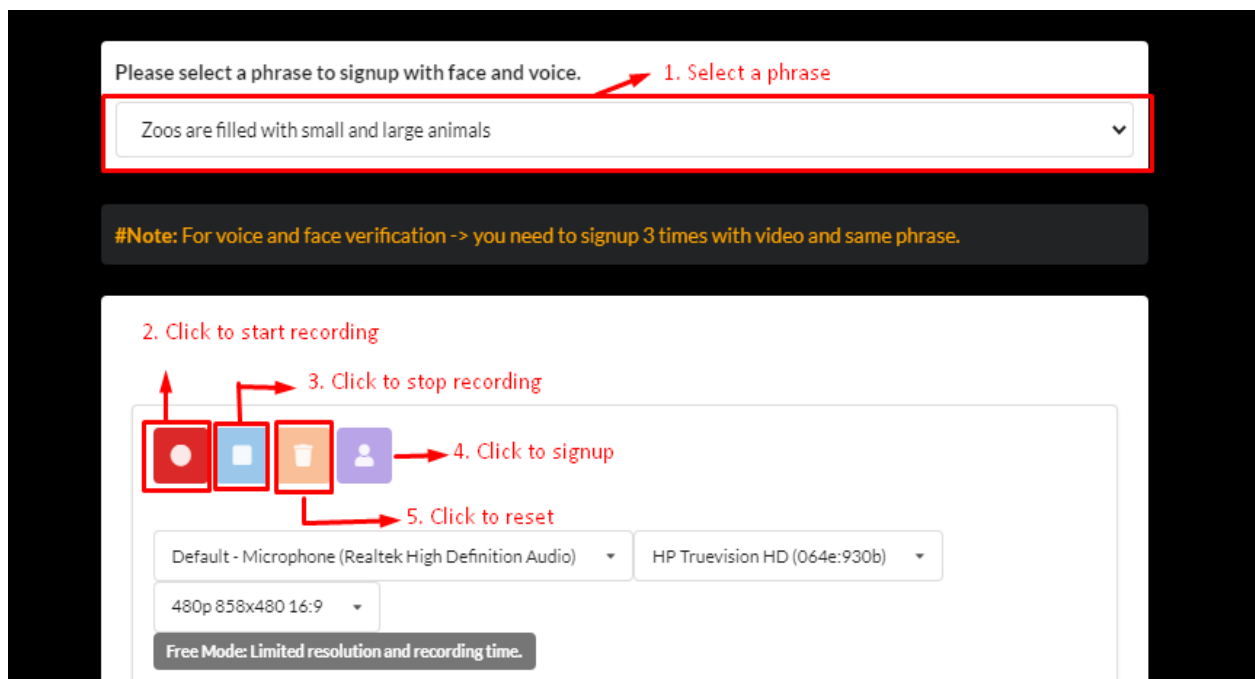 Please select a phrase to signup with face and voice.
1. Select a phrase
Zoos are filled with small and large animals
#Note: For voice and face verification -> you need to signup 3 times with video and same phrase.
2. Click to start recording
3. Click to stop recording
4. Click to signup
5. Click to reset
Default - Microphone (Realtek High Definition Audio)
HP Truevision HD (064e:930b)
480p 858x480 16:9
Free Mode: Limited resolution and recording time.